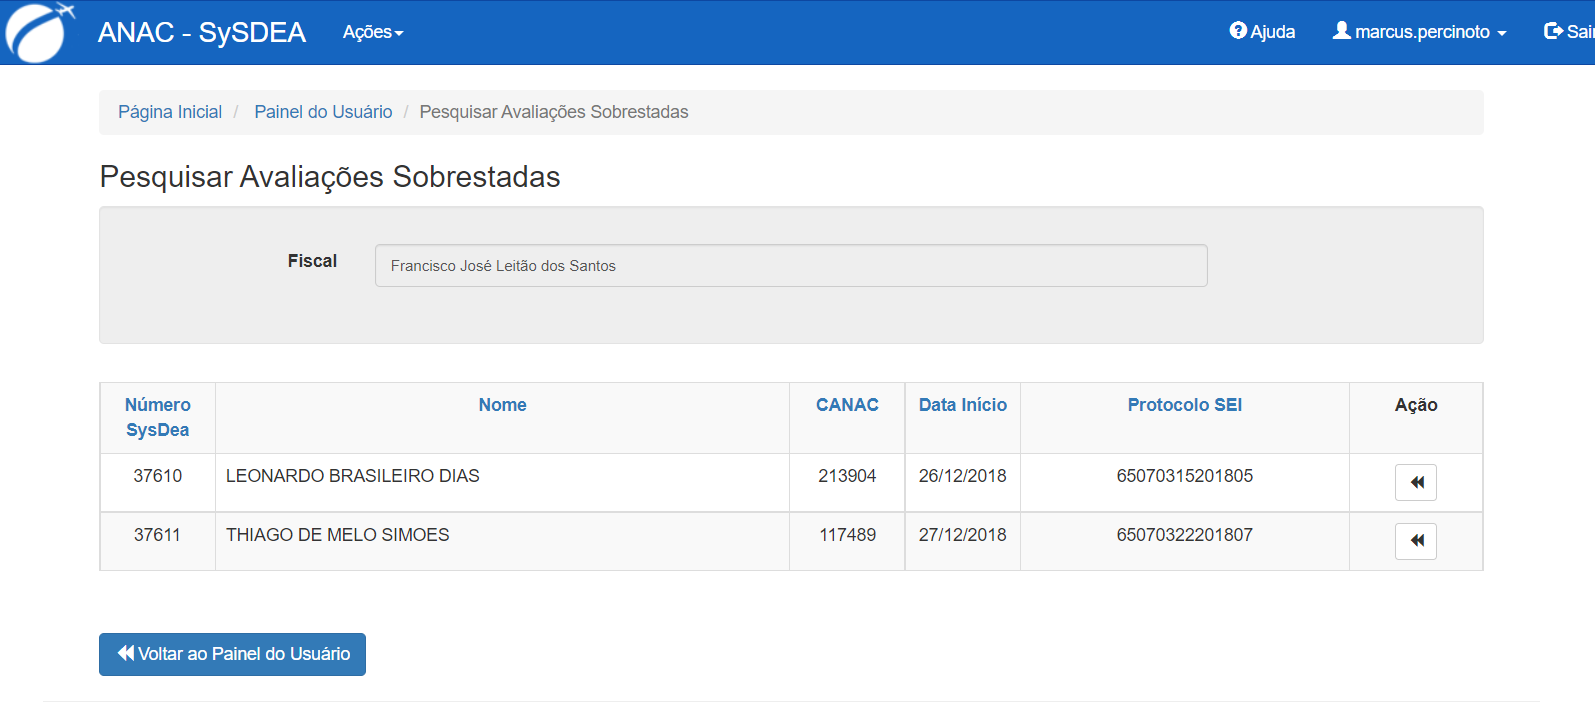 ANAC - SySDEA Ações Ajuda marcus.percinoto Sair
Página Inicial / Painel do Usuário / Pesquisar Avaliações Sobrestadas
Pesquisar Avaliações Sobrestadas
Fiscal Francisco José Leitão dos Santos
Número SysDea Nome CANAC Data Início Protocolo SEI Ação
37610 LEONARDO BRASILEIRO DIAS 213904 26/12/2018 65070315201805
37611 THIAGO DE MELO SIMOES 117489 27/12/2018 65070322201807
Voltar ao Painel do Usuário